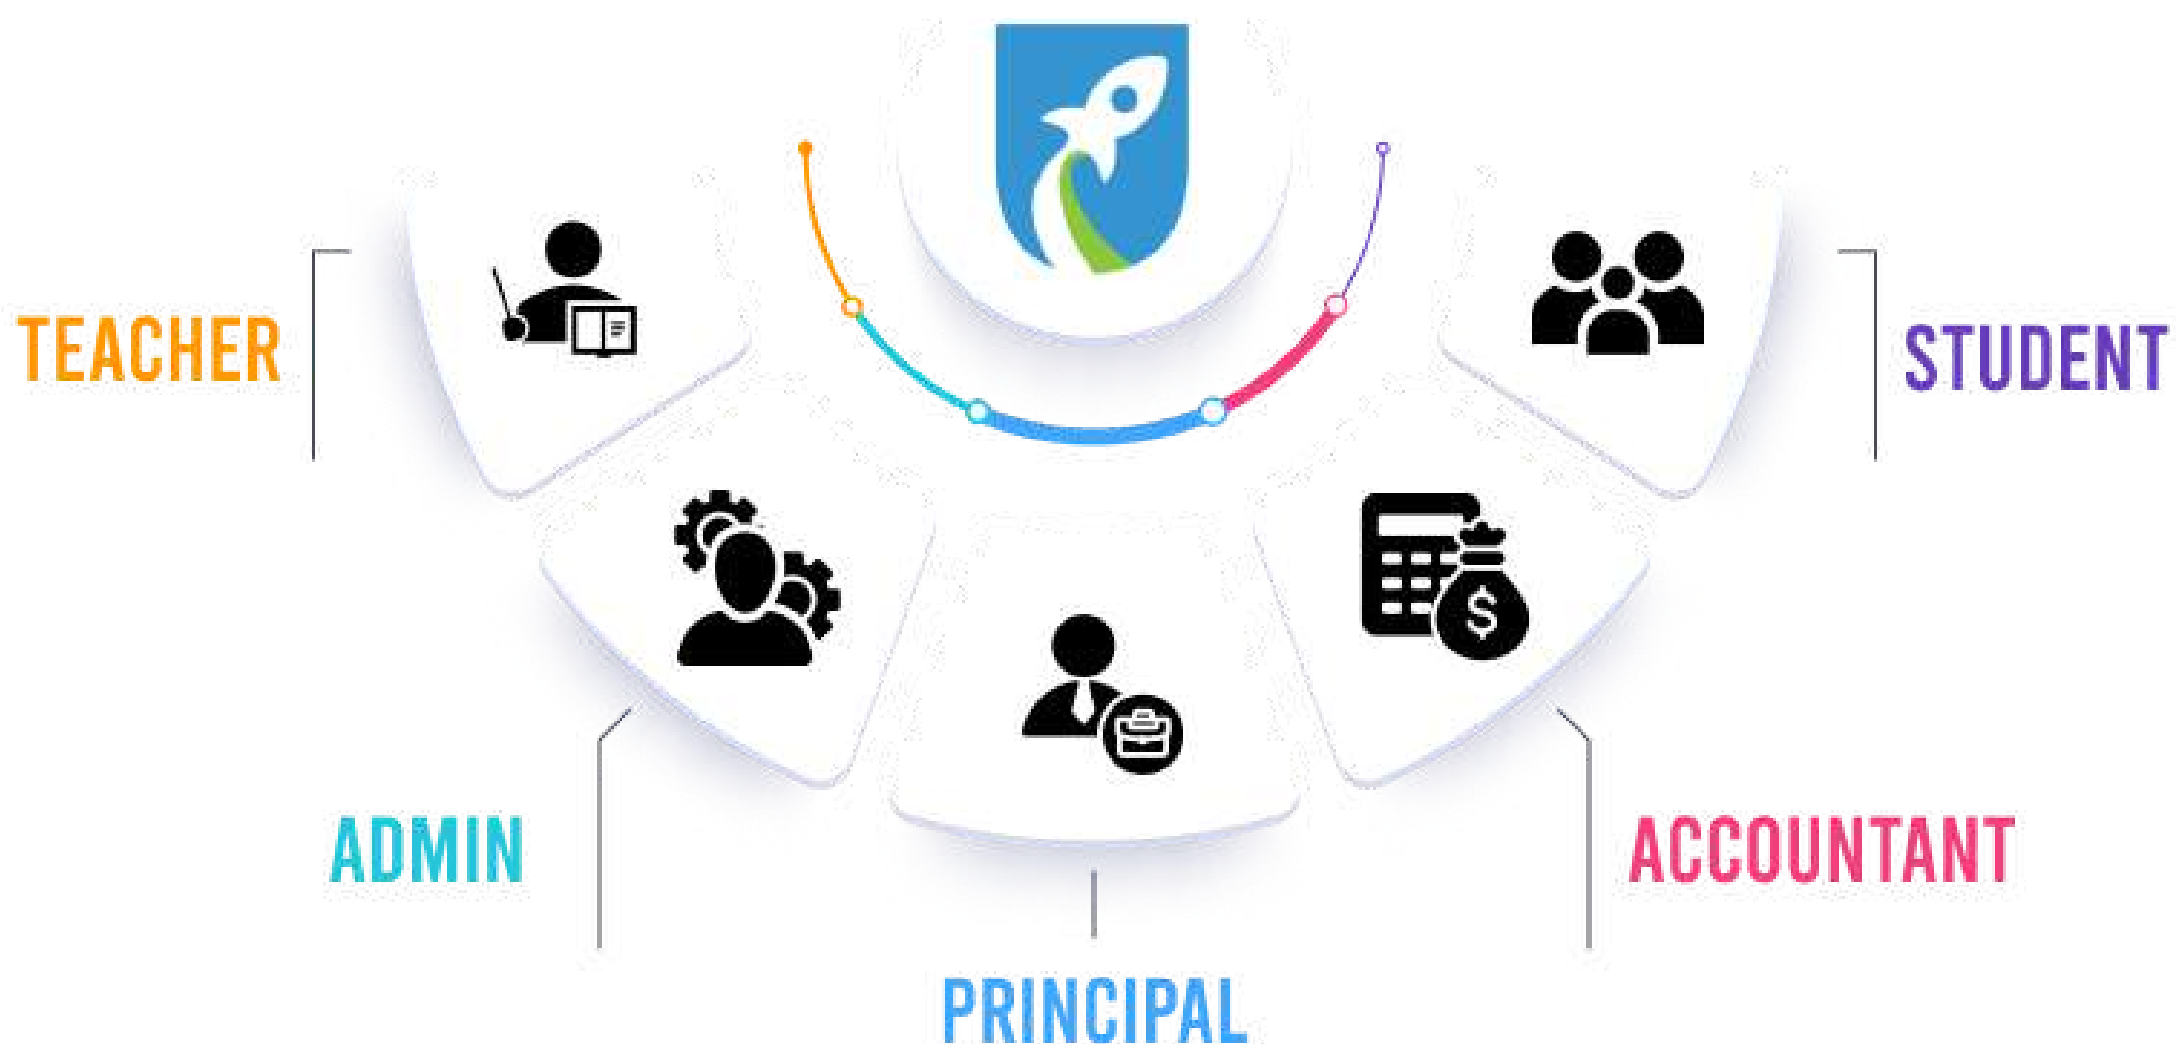 TEACHER
STUDENT
ADMIN
ACCOUNTANT
PRINCIPAL
$